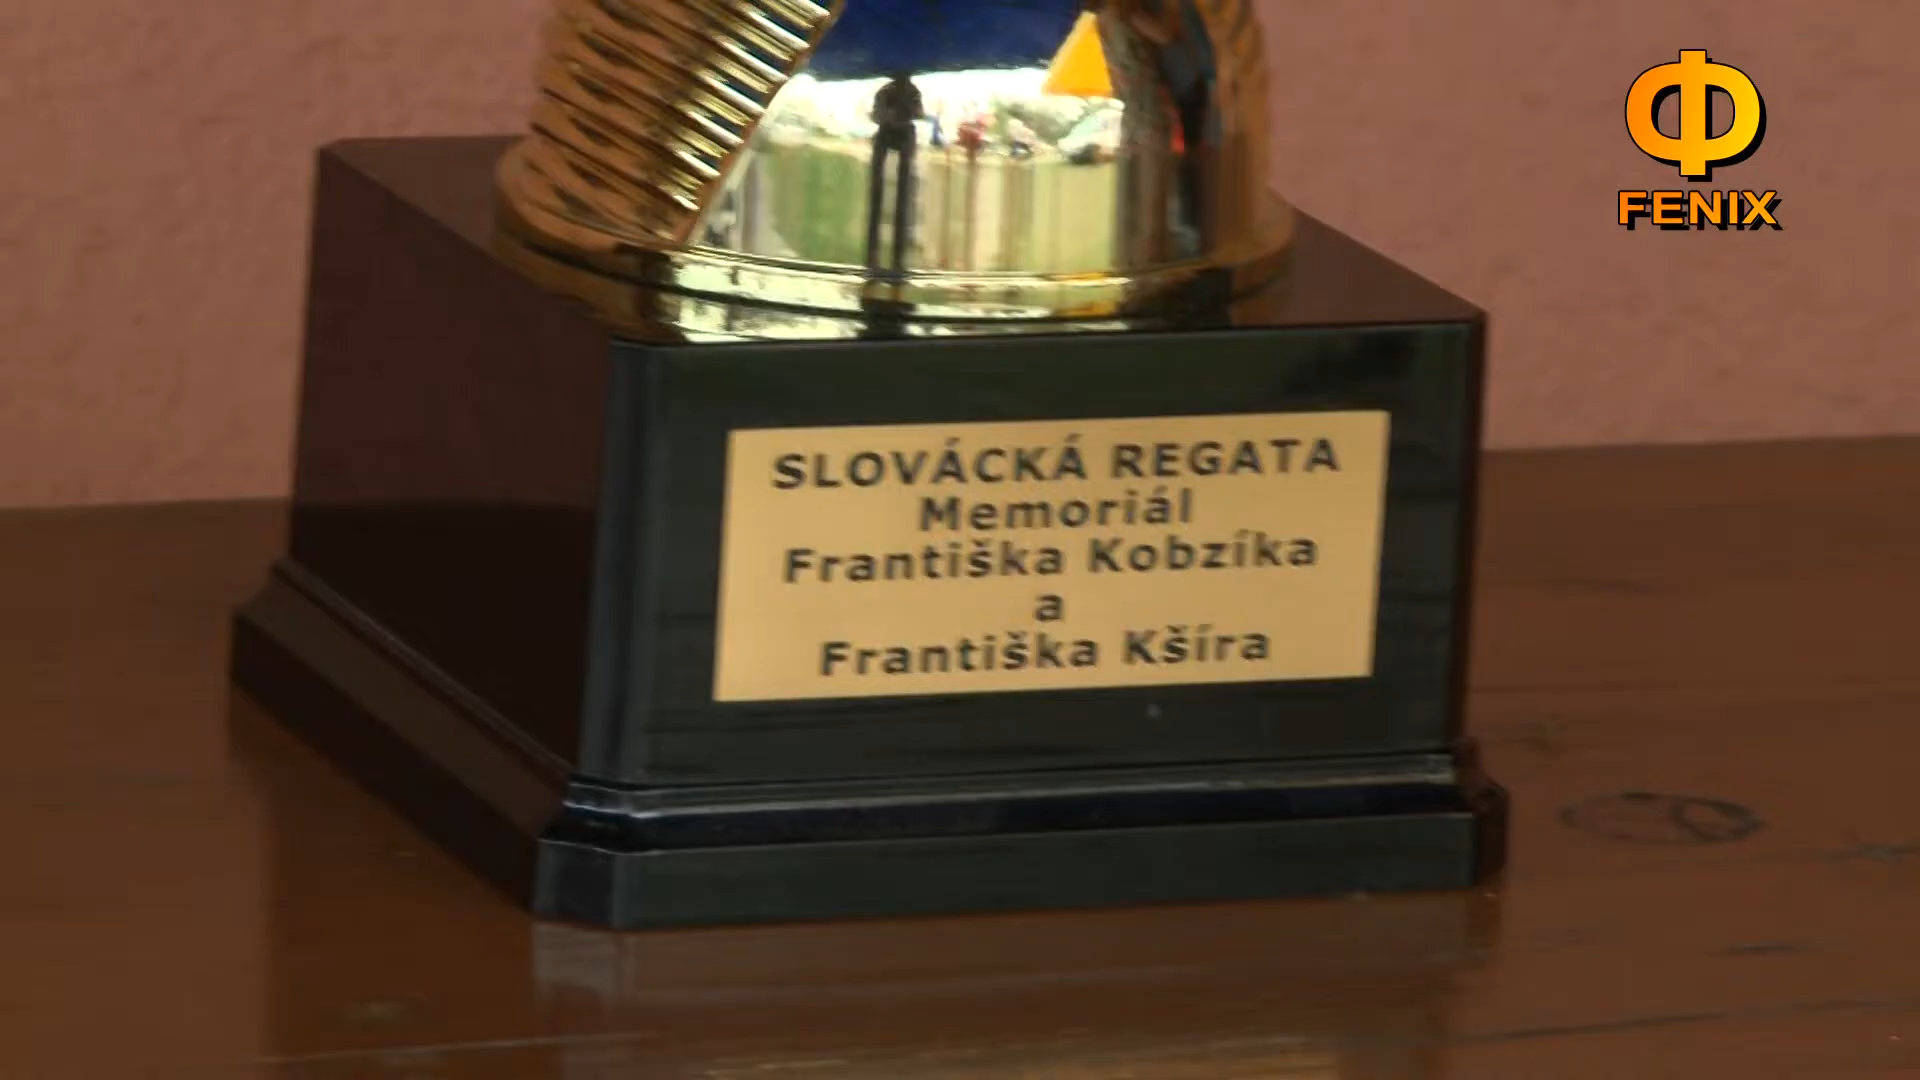 SLOVÁCKÁ REGATA
Memoriál
Františka Kobzíka
a
Františka Kšíra
FENIX